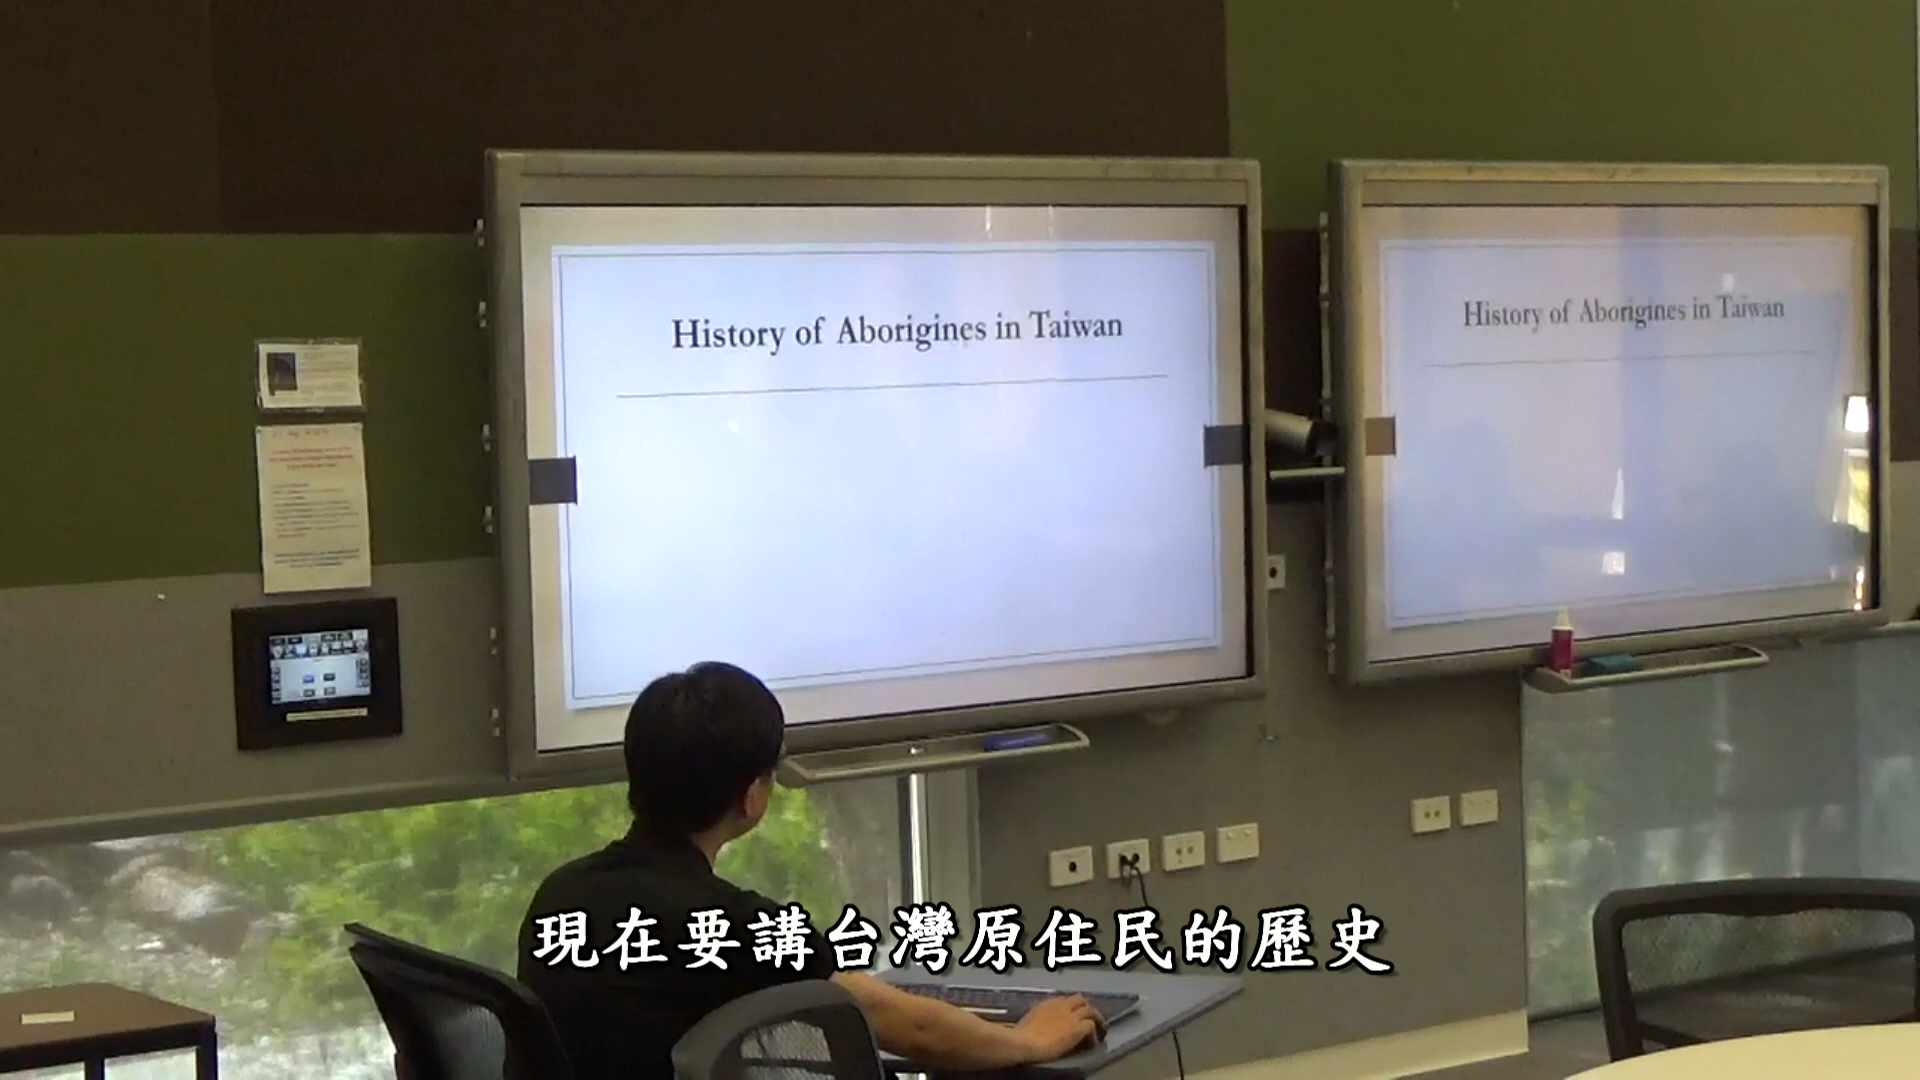 History of Aborigines in Taiwan
History of Aborigines in Taiwan
現在要講台灣原住民的歷史